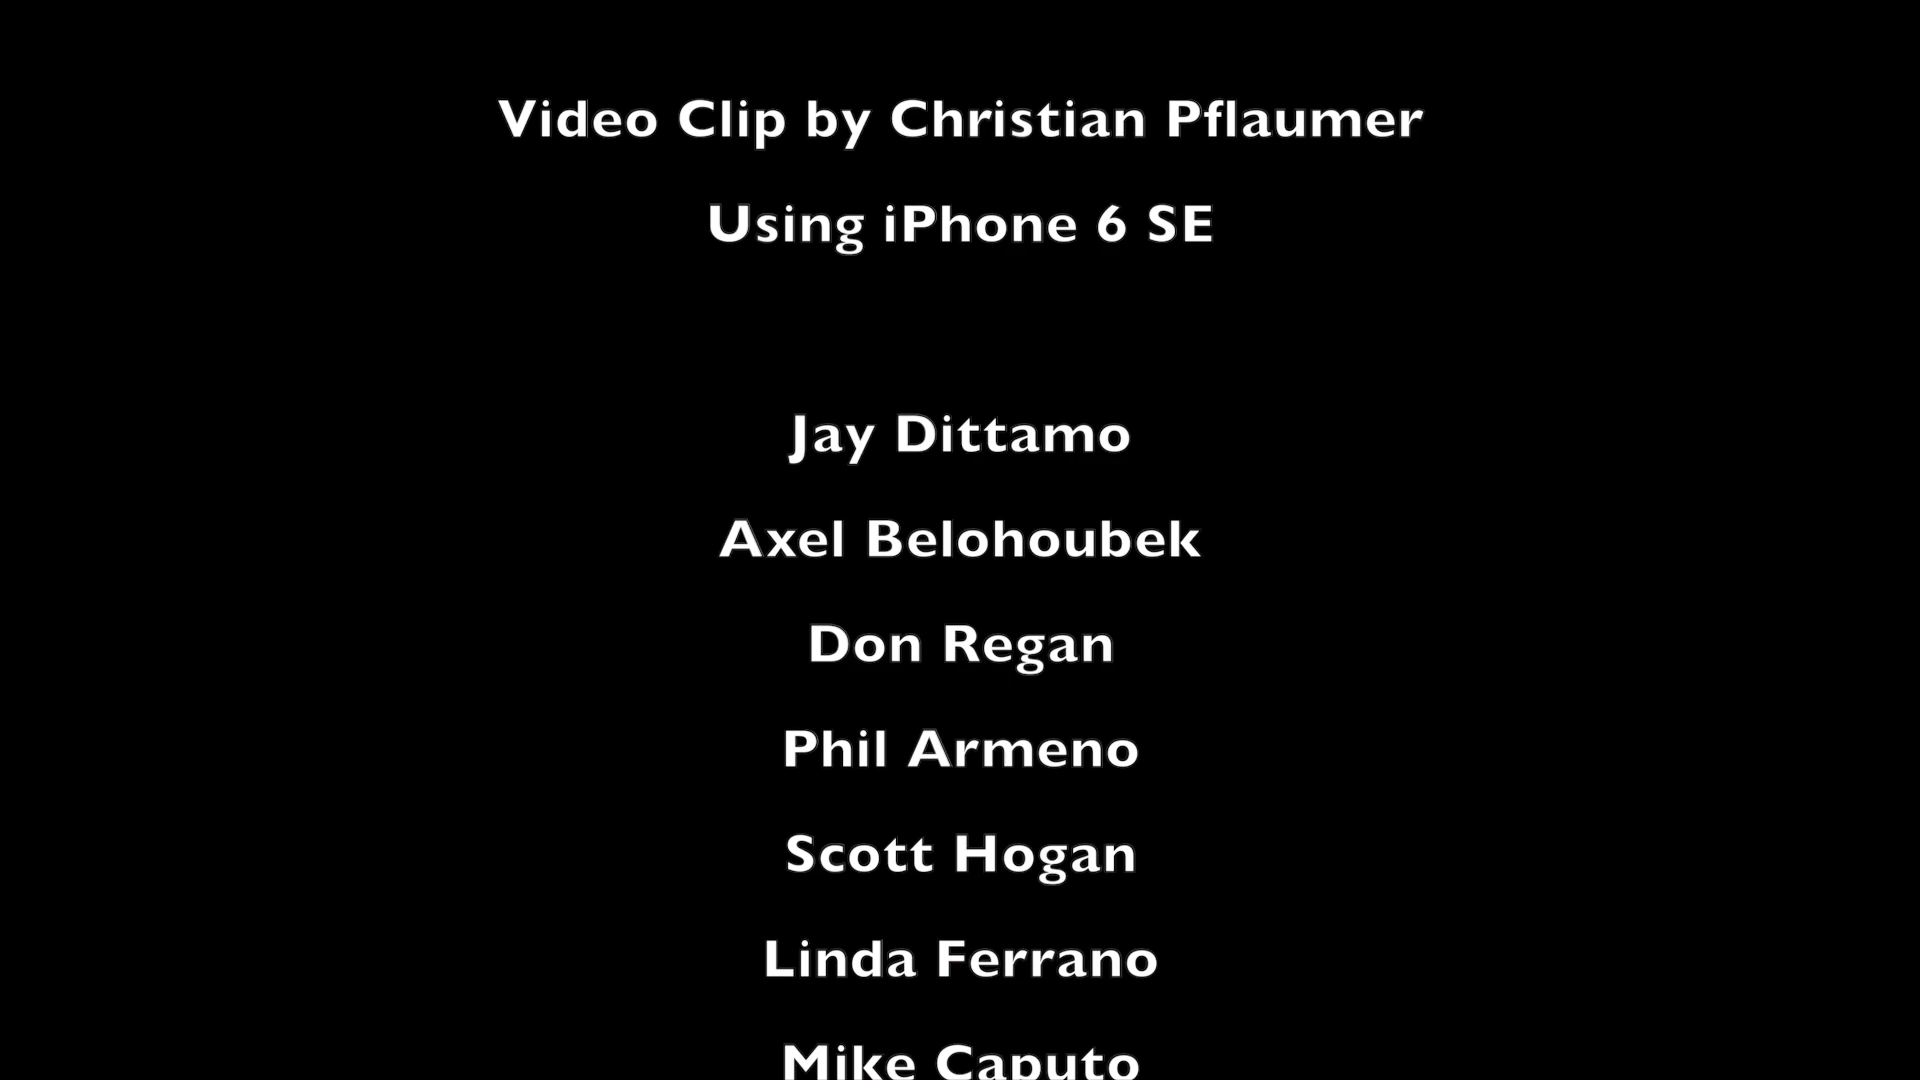 Video Clip by Christian Pflaumer
Using iPhone 6 SE
Jay Dittamo
Axel Belohoubek
Don Regan
Phil Armeno
Scott Hogan
Linda Ferrano
Mike Caputo